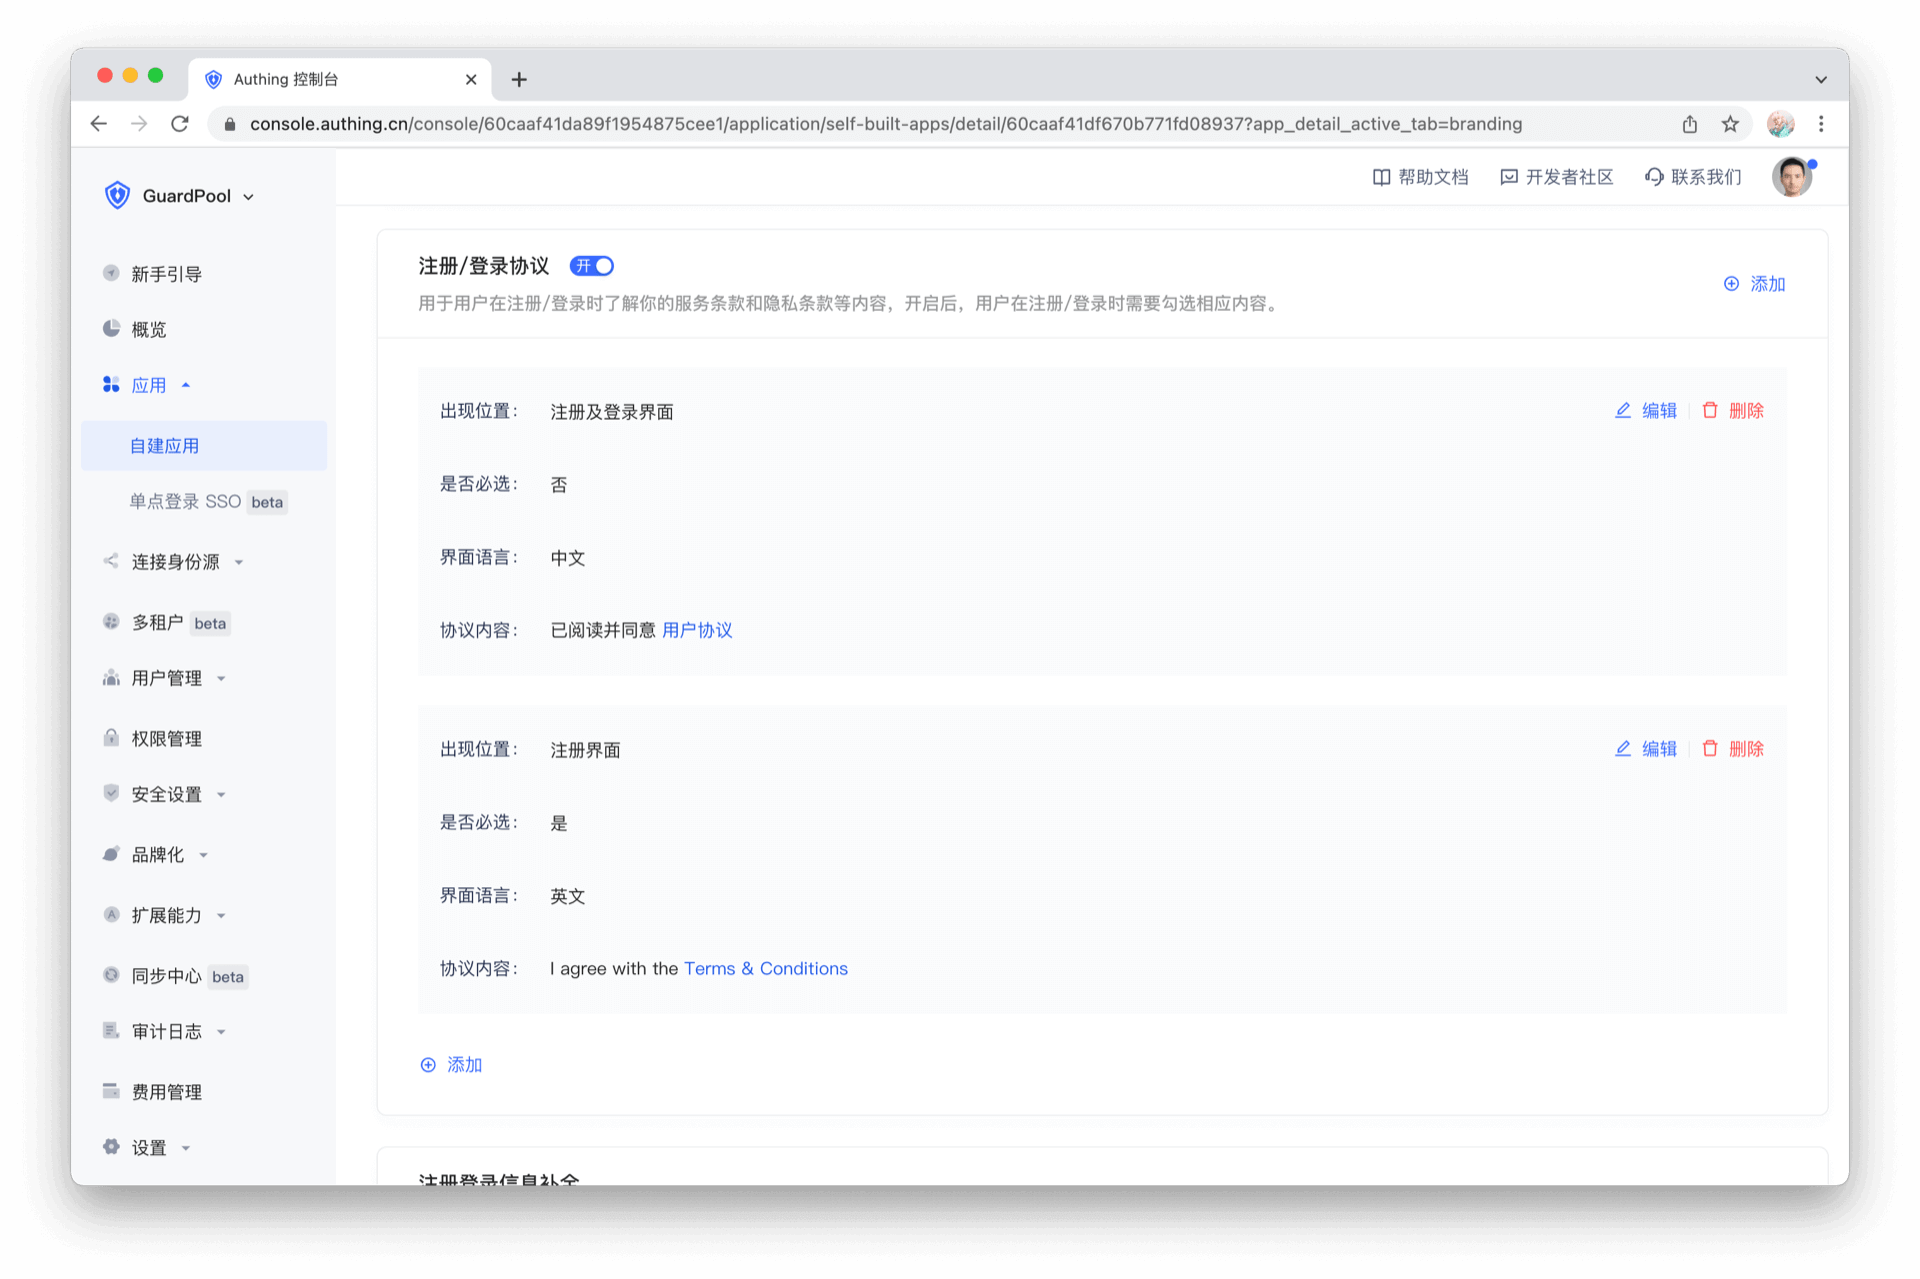 Authing 控制台
console.authing.cn/console/60caaf41da89f1954875cee1/application/self-built-apps/detail/60caaf41df670b771fd08937?app_detail_active_tab=branding
GuardPool
帮助文档 开发者社区 联系我们
新手引导
概览
应用
自建应用
单点登录 SSO beta
连接身份源
多租户 beta
用户管理
权限管理
安全设置
品牌化
扩展能力
同步中心 beta
审计日志
费用管理
设置
注册/登录协议 开
用于用户在注册/登录时了解你的服务条款和隐私条款等内容，开启后，用户在注册/登录时需要勾选相应内容。
添加
出现位置： 注册及登录界面 编辑 删除
是否必选： 否
界面语言： 中文
协议内容： 已阅读并同意 用户协议
出现位置： 注册界面 编辑 删除
是否必选： 是
界面语言： 英文
协议内容： I agree with the Terms & Conditions
添加
注册登录信息补全